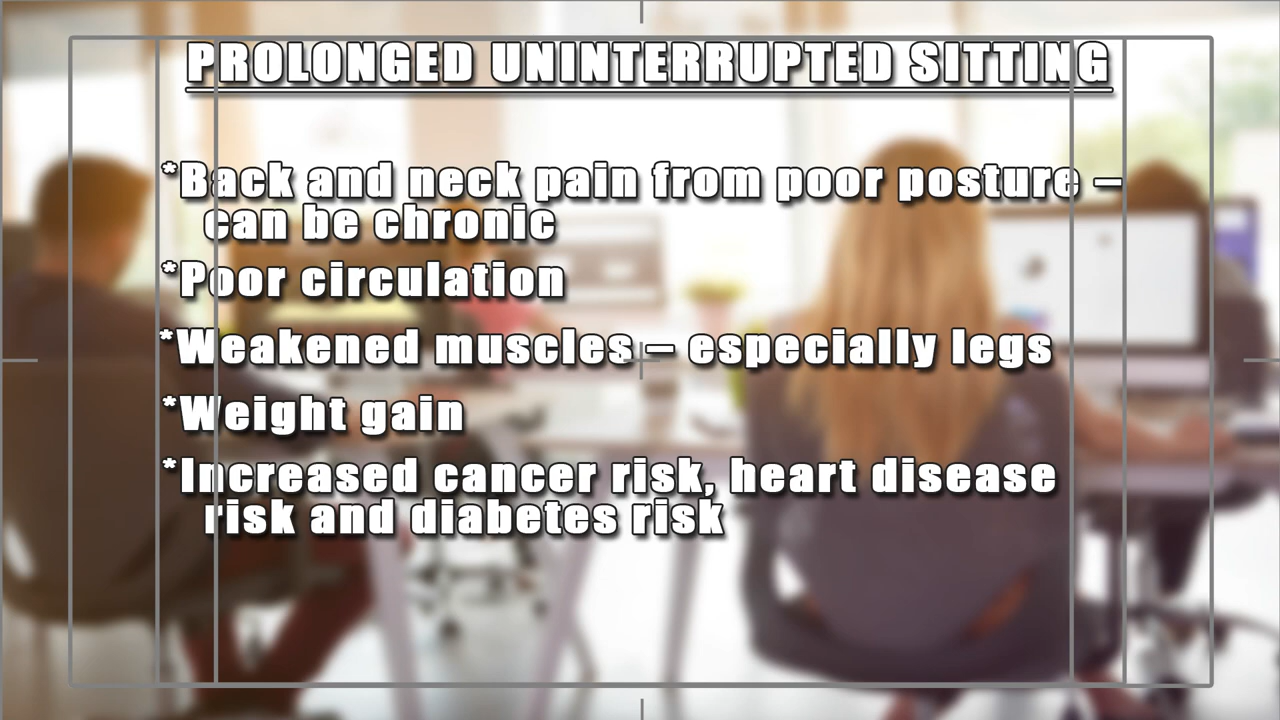 PROLONGED UNINTERRUPTED SITTING
*Back and neck pain from poor posture –
can be chronic
*Poor circulation
*Weakened muscles – especially legs
*Weight gain
*Increased cancer risk, heart disease
risk and diabetes risk